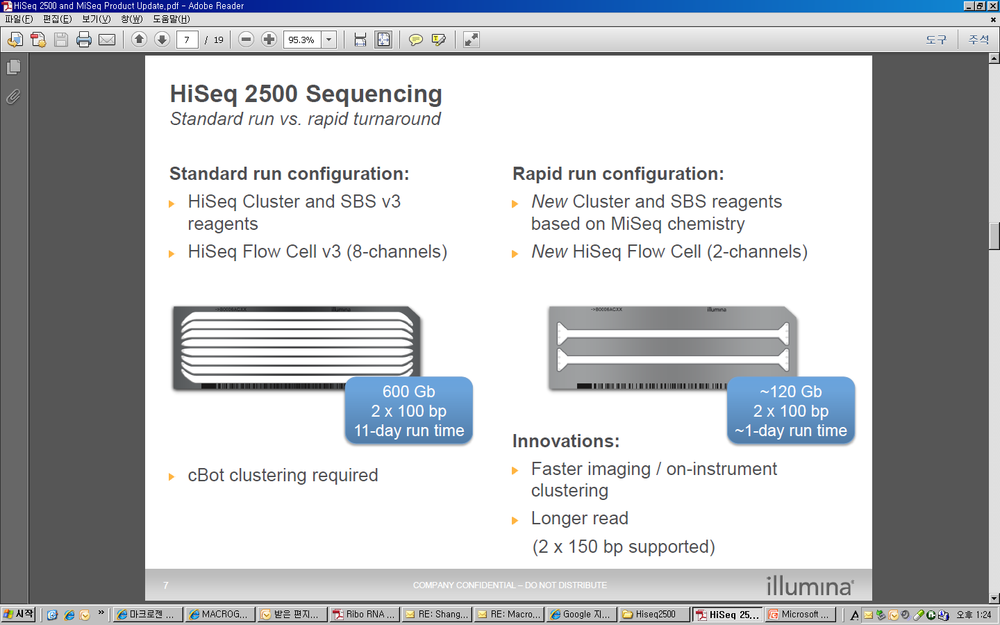 HiSeq 2500 and MiSeq Product Update.pdf - Adobe Reader
파일(F) 편집(E) 보기(V) 창(W) 도움말(H)
7 / 19 95.3% 도구 주석
HiSeq 2500 Sequencing
Standard run vs. rapid turnaround
Standard run configuration:
HiSeq Cluster and SBS v3
reagents
HiSeq Flow Cell v3 (8-channels)
->B0006ACXX illumina
600 Gb
2 x 100 bp
11-day run time
cBot clustering required
Rapid run configuration:
New Cluster and SBS reagents
based on MiSeq chemistry
New HiSeq Flow Cell (2-channels)
->B0006ACXX illumina
~120 Gb
2 x 100 bp
~1-day run time
Innovations:
Faster imaging / on-instrument
clustering
Longer read
(2 x 150 bp supported)
7 COMPANY CONFIDENTIAL – DO NOT DISTRIBUTE illumina®
시작 » 마크로젠 ... MACROG... 받은 편지... Ribo RNA ... RE: Shang... RE: Macro... Google 지... Hiseq2500 HiSeq 25... Microsoft ... A 오후 1:24